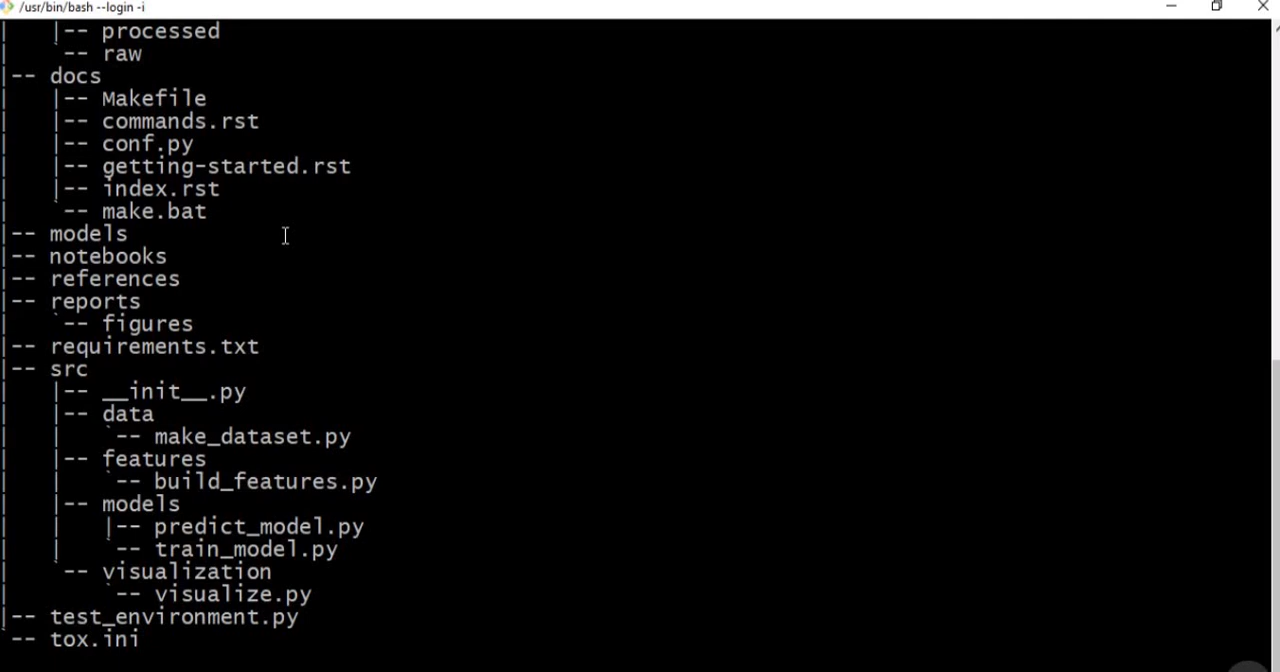 /usr/bin/bash --login -i
|   |-- processed
|   `-- raw
|-- docs
|   |-- Makefile
|   |-- commands.rst
|   |-- conf.py
|   |-- getting-started.rst
|   |-- index.rst
|   `-- make.bat
|-- models
|-- notebooks
|-- references
|-- reports
|   `-- figures
|-- requirements.txt
|-- src
|   |-- __init__.py
|   |-- data
|   |   `-- make_dataset.py
|   |-- features
|   |   `-- build_features.py
|   |-- models
|   |   |-- predict_model.py
|   |   `-- train_model.py
|   `-- visualization
|       `-- visualize.py
|-- test_environment.py
`-- tox.ini